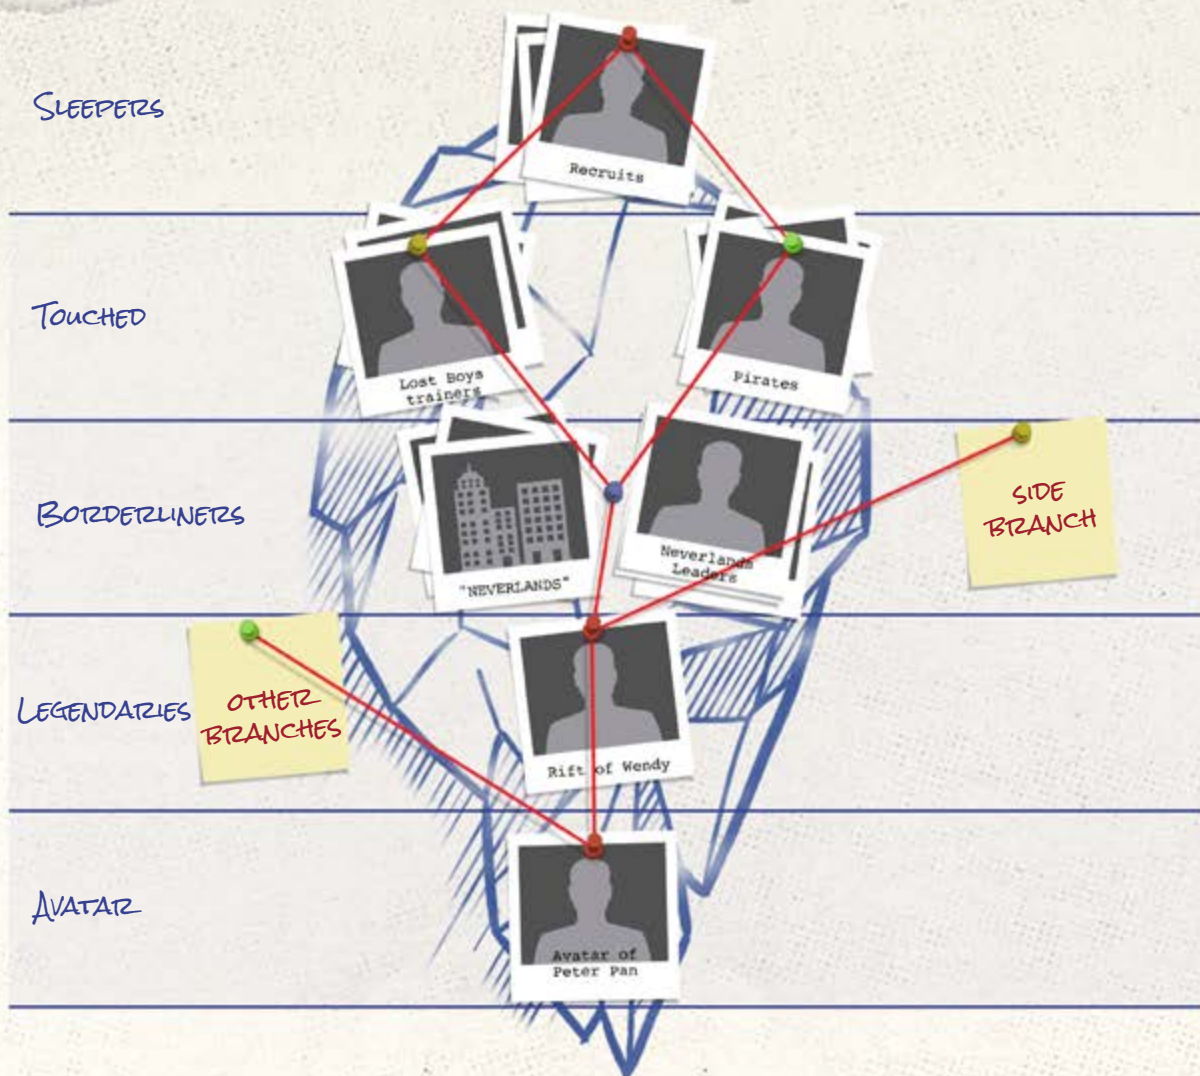 SLEEPERS
Recruits
TOUCHED
Lost Boys
trainers
Pirates
BORDERLINERS
"NEVERLANDS"
Neverlands
Leaders
SIDE
BRANCH
LEGENDARIES
OTHER
BRANCHES
Rift of Wendy
AVATAR
Avatar of
Peter Pan